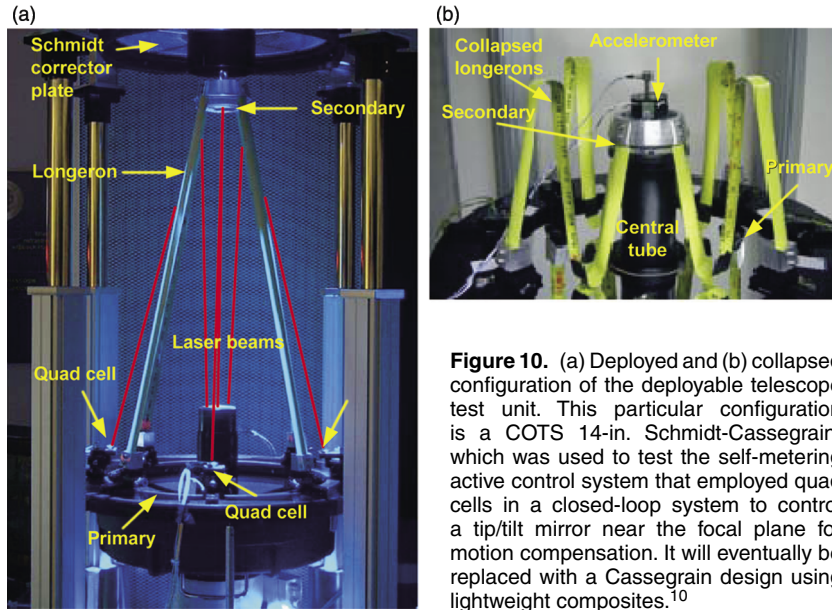 (a)
Schmidt
corrector
plate
Secondary
Longeron
Laser beams
Quad cell
Quad cell
Primary
(b)
Collapsed
longerons
Accelerometer
Secondary
Primary
Central
tube
Figure 10. (a) Deployed and (b) collapsed
configuration of the deployable telescope
test unit. This particular configuration
is a COTS 14-in. Schmidt-Cassegrain
which was used to test the self-metering
active control system that employed quad
cells in a closed-loop system to control
a tip/tilt mirror near the focal plane for
motion compensation. It will eventually be
replaced with a Cassegrain design using
lightweight composites.10